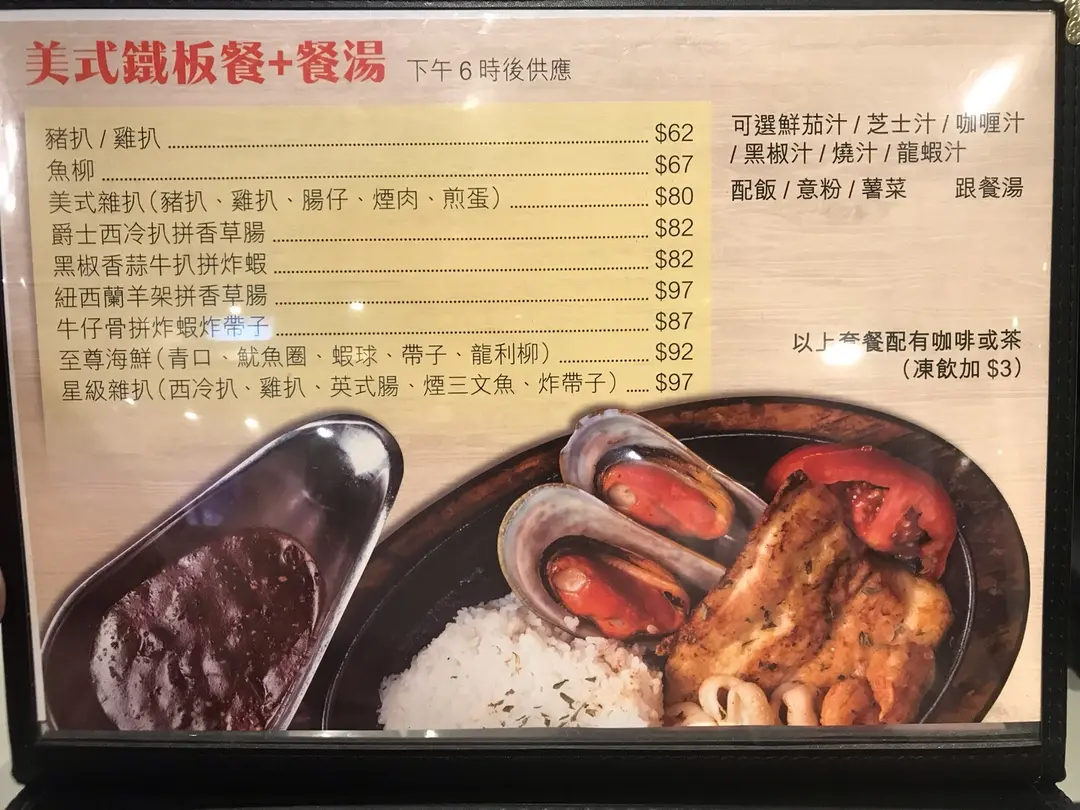 美式鐵板餐+餐湯 下午6時後供應
豬扒 / 雞扒 $62
魚柳 $67
美式雜扒(豬扒、雞扒、腸仔、煙肉、煎蛋) $80
爵士西冷扒拼香草腸 $82
黑椒香蒜牛扒拼炸蝦 $82
紐西蘭羊架拼香草腸 $97
牛仔骨拼炸蝦炸帶子 $87
至尊海鮮(青口、魷魚圈、蝦球、帶子、龍利柳) $92
星級雜扒(西冷扒、雞扒、英式腸、煙三文魚、炸帶子) $97
可選鮮茄汁 / 芝士汁 / 咖喱汁
/ 黑椒汁 / 燒汁 / 龍蝦汁
配飯 / 意粉 / 薯菜 跟餐湯
以上套餐配有咖啡或茶
(凍飲加 $3)